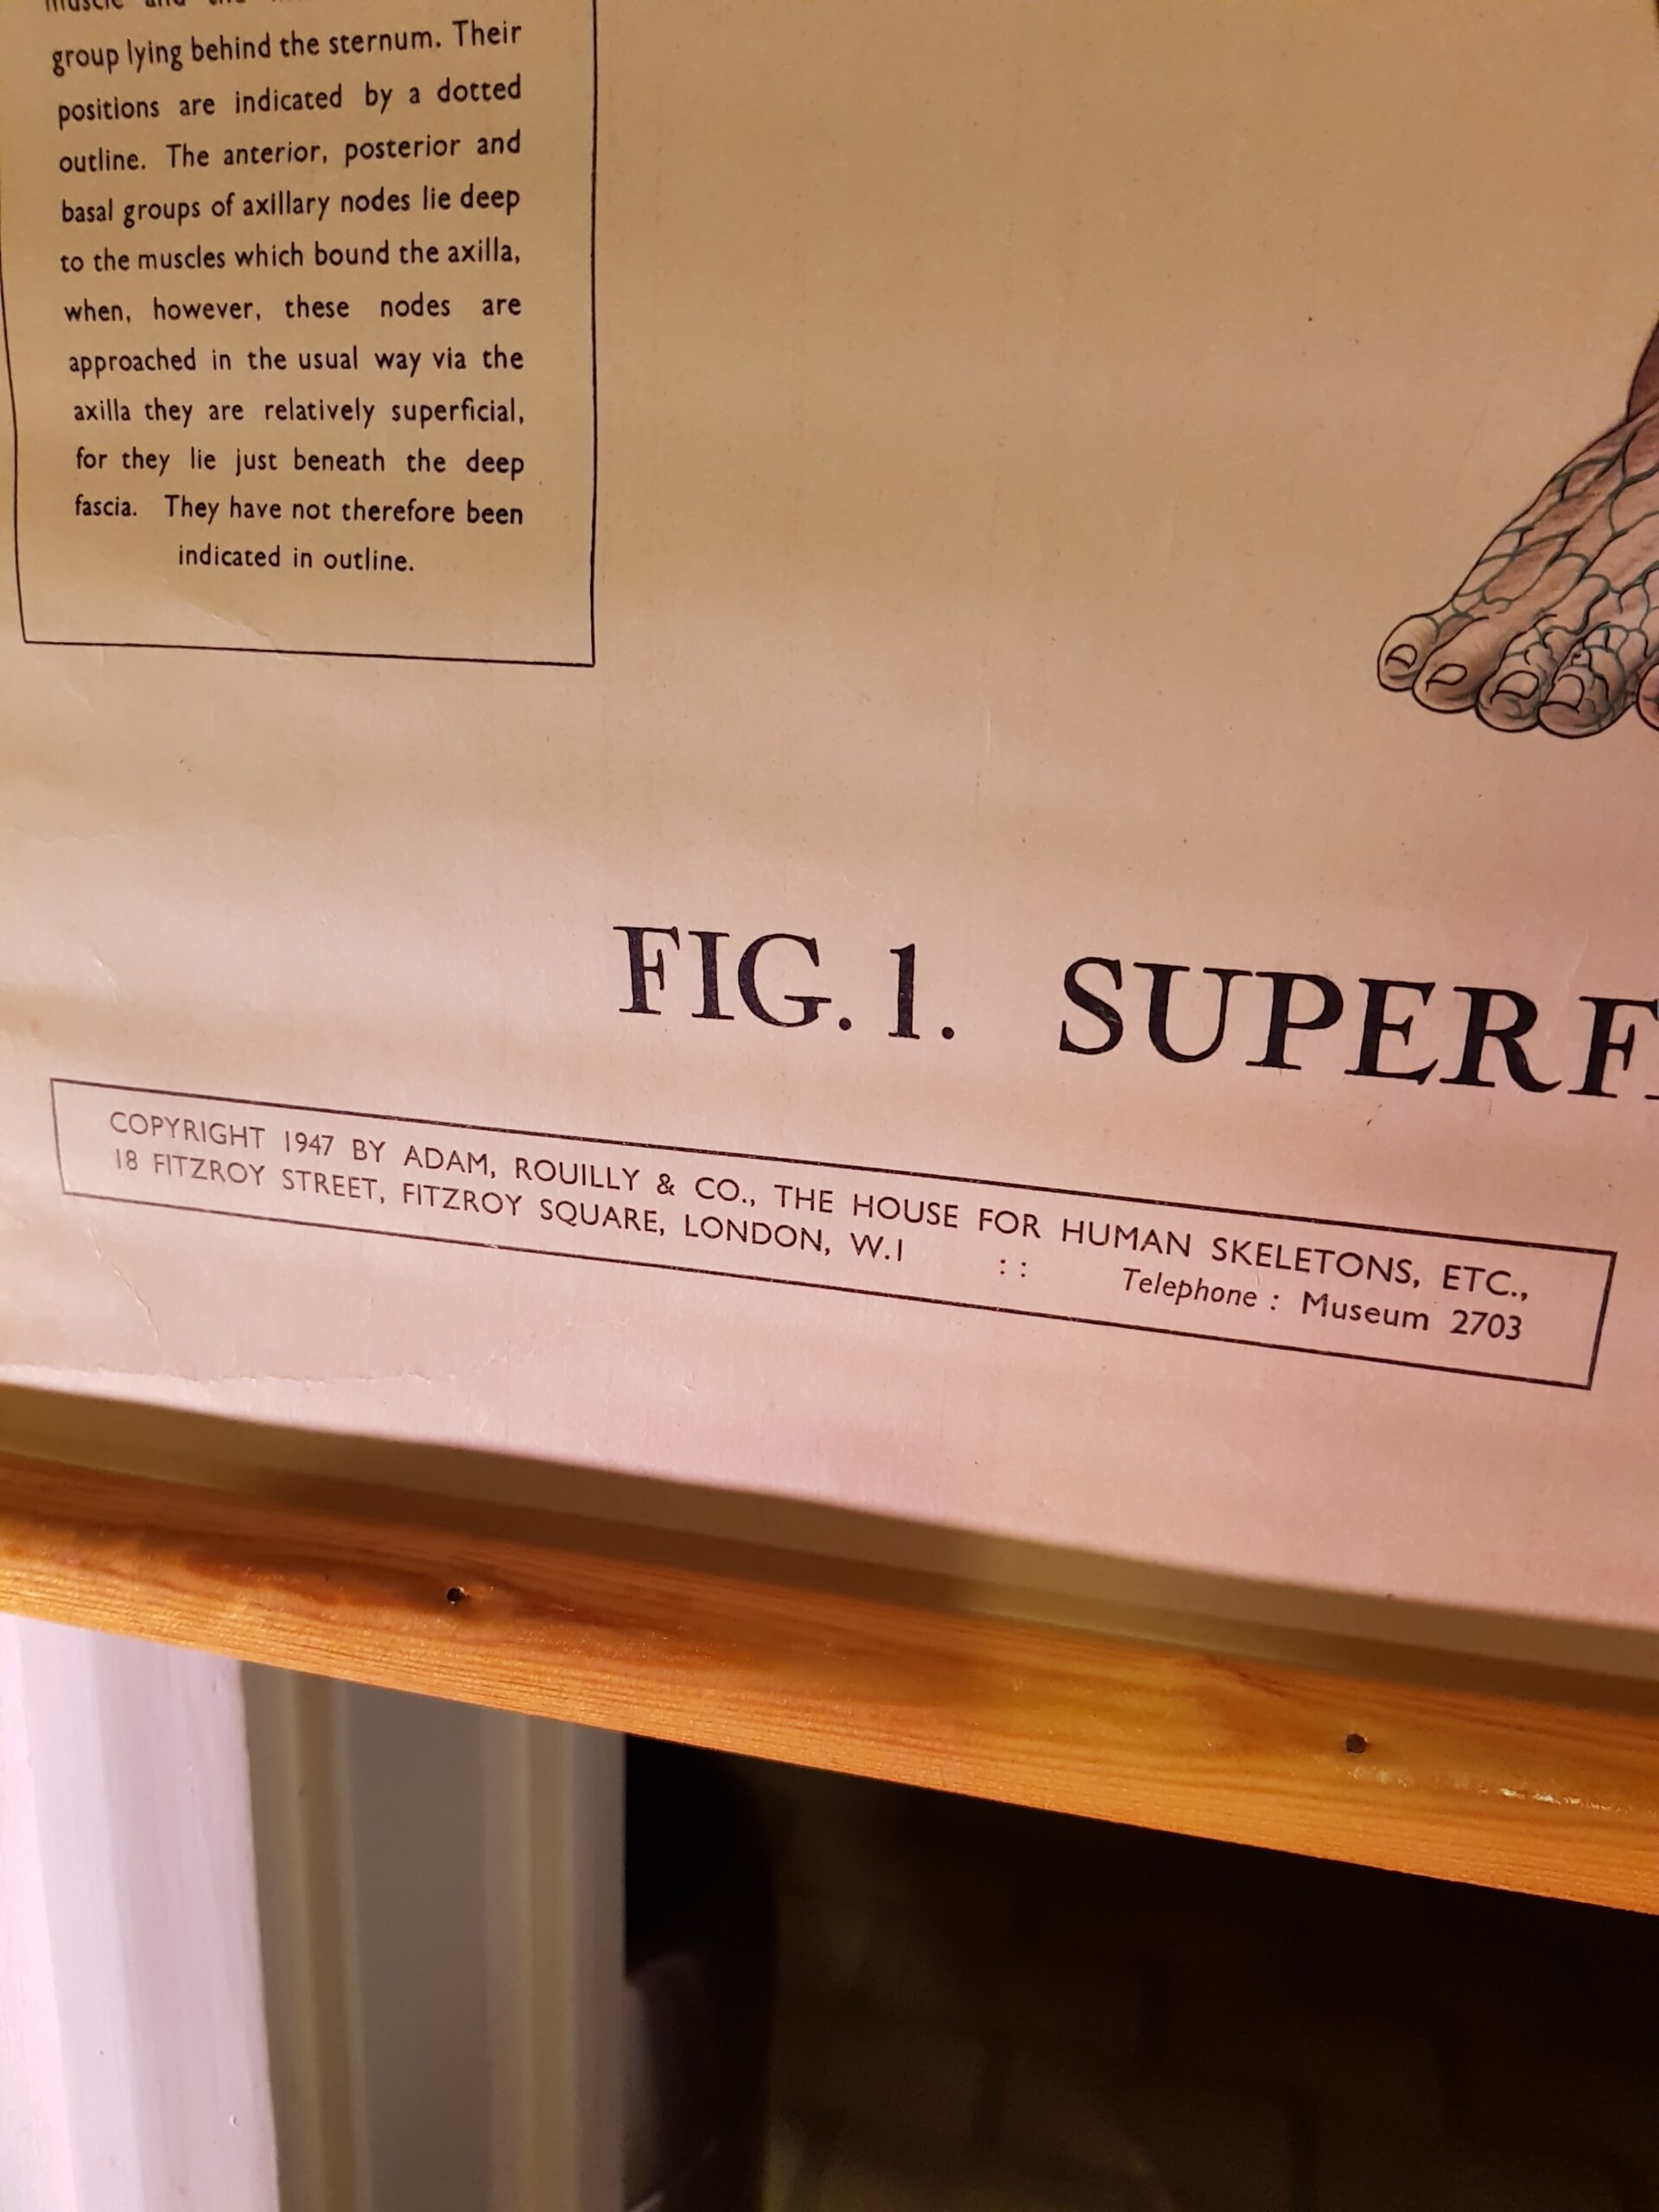 muscle and the
group lying behind the sternum. Their
positions are indicated by a dotted
outline. The anterior, posterior and
basal groups of axillary nodes lie deep
to the muscles which bound the axilla,
when, however, these nodes are
approached in the usual way via the
axilla they are relatively superficial,
for they lie just beneath the deep
fascia. They have not therefore been
indicated in outline.
FIG. 1. SUPERF
COPYRIGHT 1947 BY ADAM, ROUILLY & CO., THE HOUSE FOR HUMAN SKELETONS, ETC.,
18 FITZROY STREET, FITZROY SQUARE, LONDON, W.I :: Telephone : Museum 2703